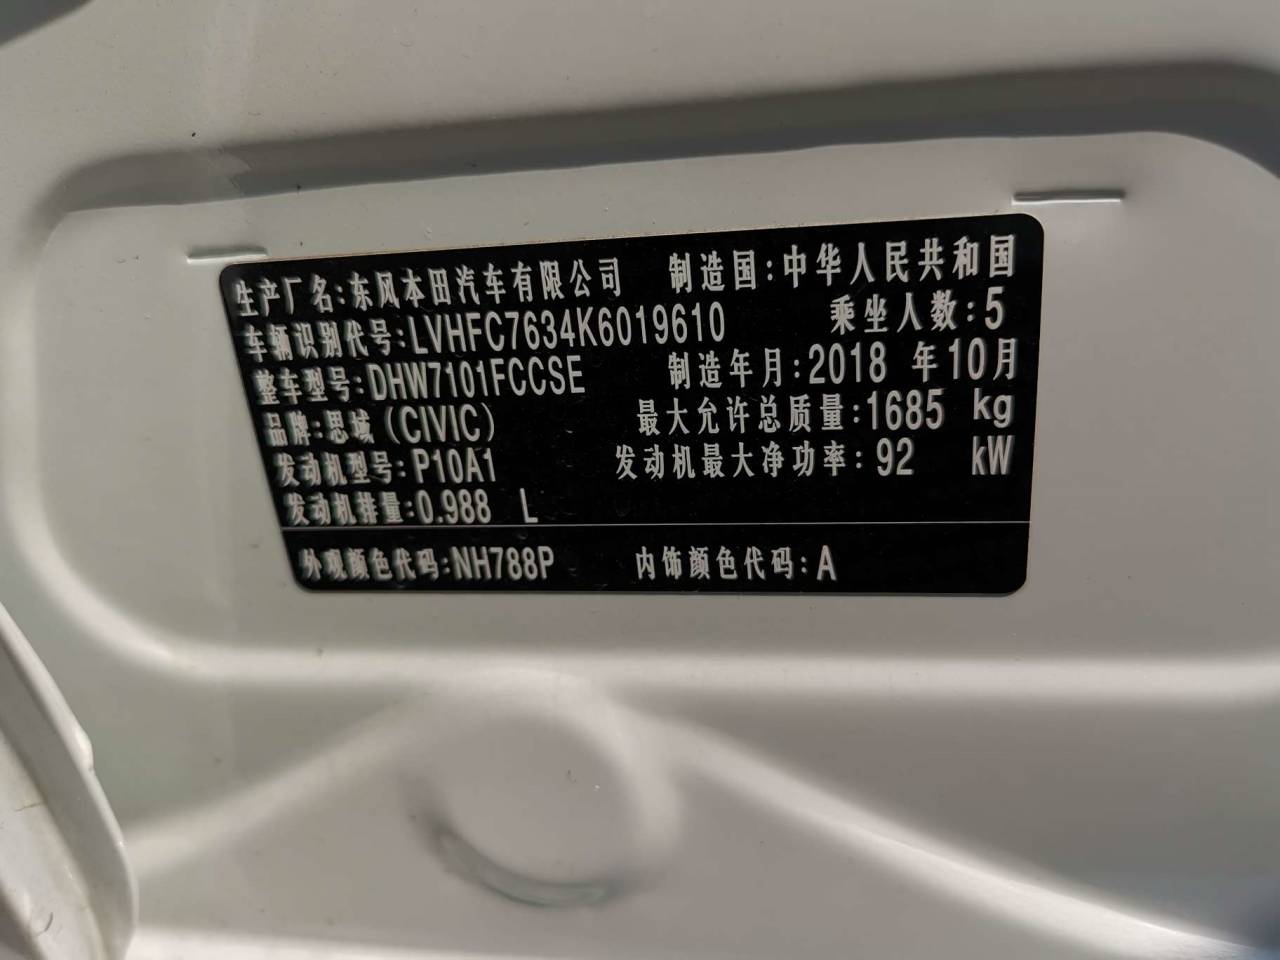 生产厂名:东风本田汽车有限公司 制造国:中华人民共和国
车辆识别代号:LVHFC7634K6019610 乘坐人数:5
整车型号:DHW7101FCCSE 制造年月:2018 年10月
品牌:思域(CIVIC) 最大允许总质量:1685 kg
发动机型号:P10A1 发动机最大净功率:92 kW
发动机排量:0.988 L
外观颜色代码:NH788P 内饰颜色代码:A